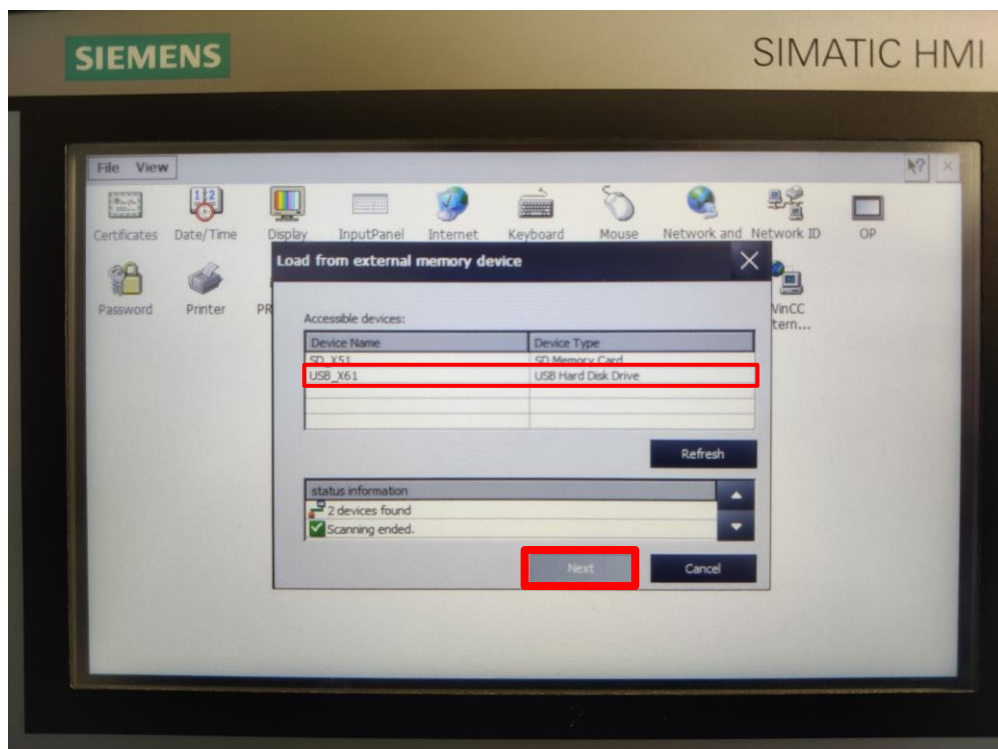 SIEMENS
SIMATIC HMI
File View
Certificates Date/Time Display InputPanel Internet Keyboard Mouse Network and Network ID OP
Load from external memory device
Password Printer PR
WinCC
tern...
Accessible devices:
Device Name Device Type
SD_X51 SD Memory Card
USB_X61 USB Hard Disk Drive
Refresh
status information
2 devices found
Scanning ended.
Next Cancel